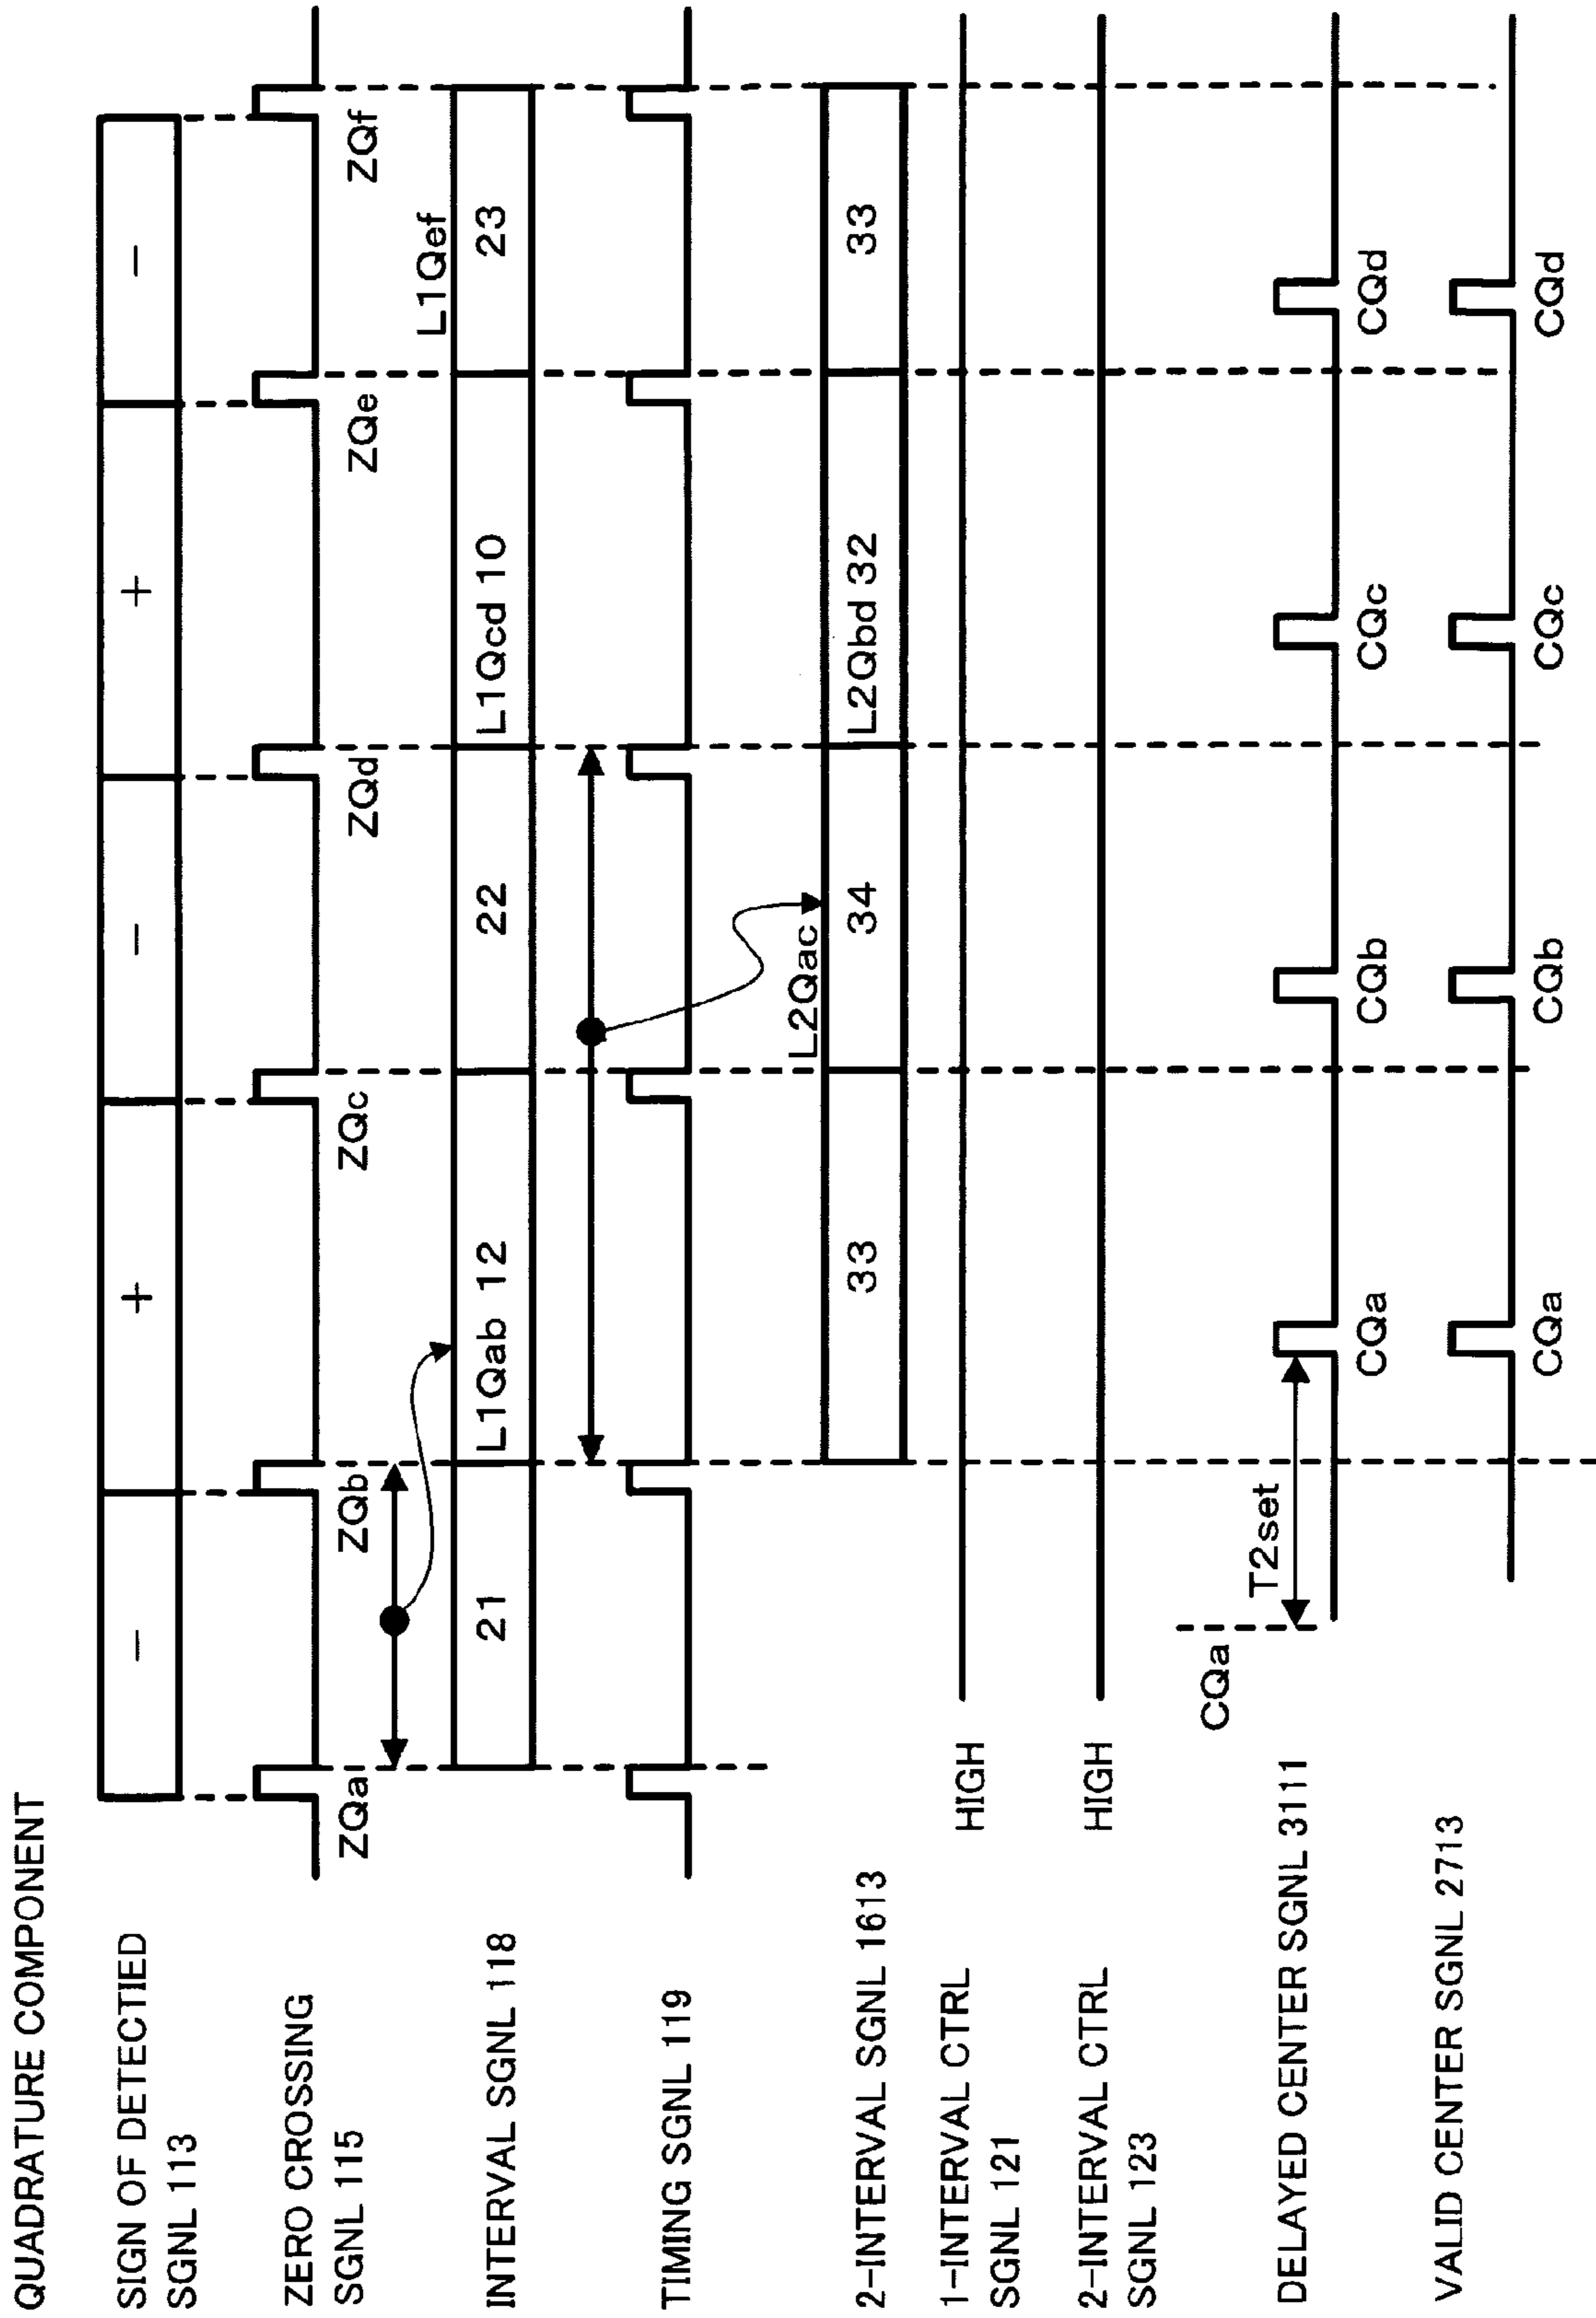 QUADRATURE COMPONENT
SIGN OF DETECTIED
SGNL 113
− + − + −
ZERO CROSSING
SGNL 115
ZQa ZQb ZQc ZQd ZQe ZQf
INTERVAL SGNL 118
21 L1Qab 12 22 L1Qcd 10 L1Qef 23
TIMING SGNL 119
2-INTERVAL SGNL 1613
33 L2Qac 34 L2Qbd 32 33
1-INTERVAL CTRL
SGNL 121
HIGH
2-INTERVAL CTRL
SGNL 123
HIGH
DELAYED CENTER SGNL 3111
CQa T2set CQa CQb CQc CQd
VALID CENTER SGNL 2713
CQa CQb CQc CQd